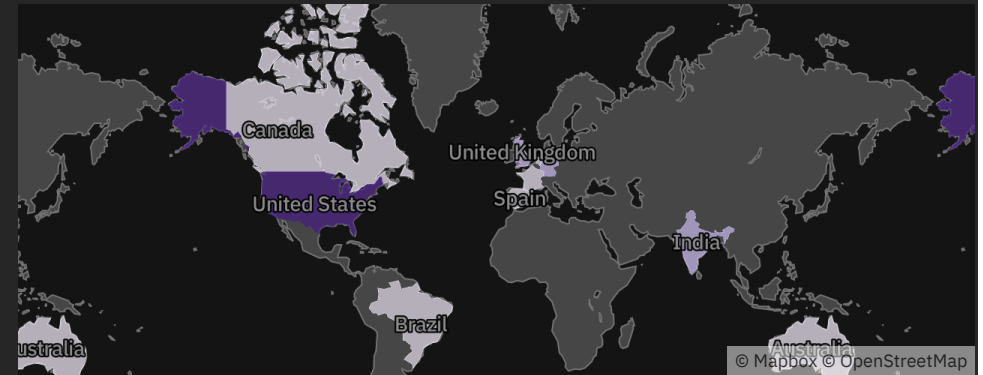 Canada
United Kingdom
United States
Spain
India
Brazil
ustralia
Australia
© Mapbox © OpenStreetMap